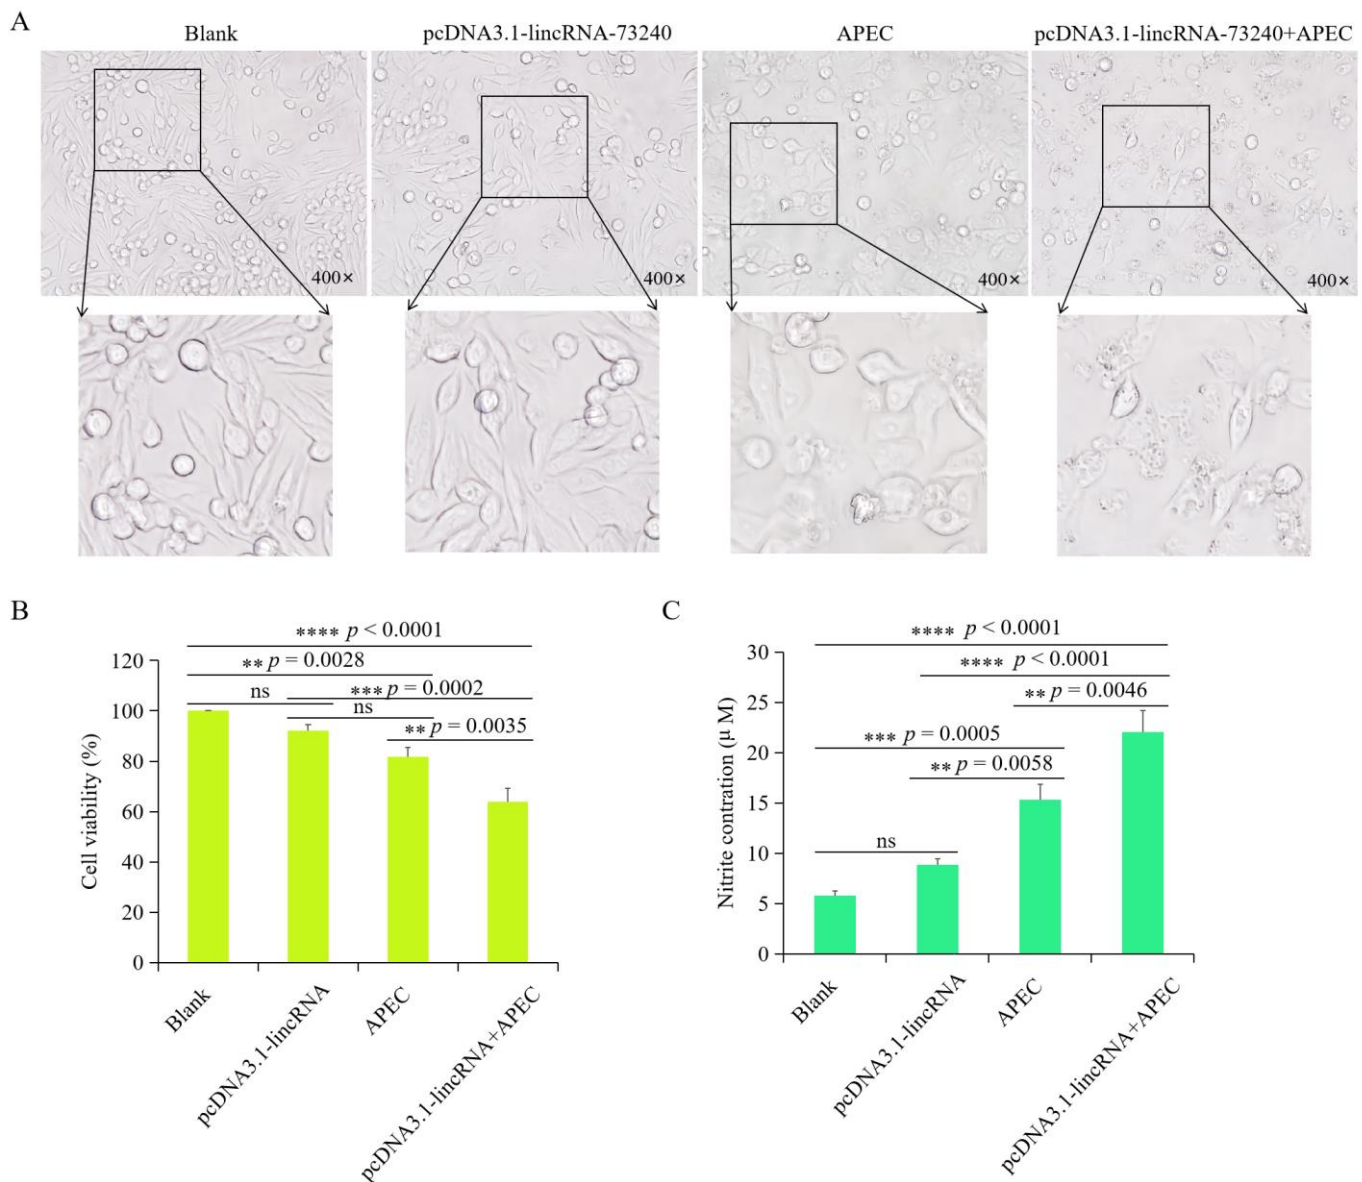 A
Blank
pcDNA3.1-lincRNA-73240
APEC
pcDNA3.1-lincRNA-73240+APEC
400×
400×
400×
400×
B
**** p < 0.0001
** p = 0.0028
ns
*** p = 0.0002
ns
** p = 0.0035
120
100
80
60
40
20
0
Cell viability (%)
Blank
pcDNA3.1-lincRNA
APEC
pcDNA3.1-lincRNA+APEC
C
**** p < 0.0001
**** p < 0.0001
** p = 0.0046
*** p = 0.0005
** p = 0.0058
ns
30
25
20
15
10
5
0
Nitrite contration (μ M)
Blank
pcDNA3.1-lincRNA
APEC
pcDNA3.1-lincRNA+APEC